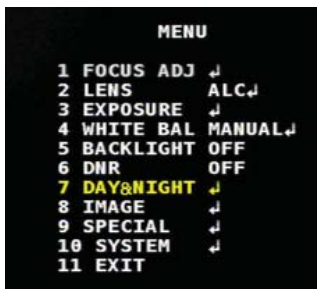 MENU
1 FOCUS ADJ ↲
2 LENS ALC↲
3 EXPOSURE ↲
4 WHITE BAL MANUAL↲
5 BACKLIGHT OFF
6 DNR OFF
7 DAY&NIGHT ↲
8 IMAGE ↲
9 SPECIAL ↲
10 SYSTEM ↲
11 EXIT